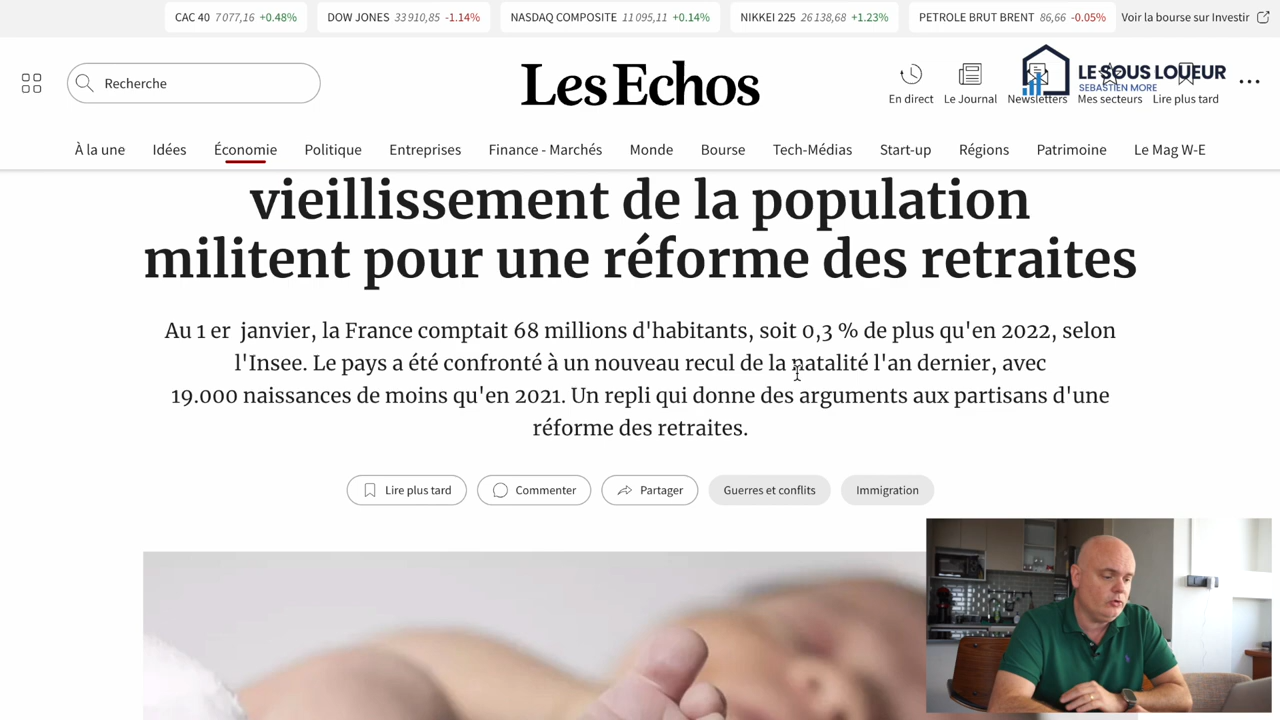 CAC 40 7 077,16 +0.48% DOW JONES 33 910,85 -1.14% NASDAQ COMPOSITE 11 095,11 +0.14% NIKKEI 225 26 138,68 +1.23% PETROLE BRUT BRENT 86,66 -0.05% Voir la bourse sur Investir
Recherche
Les Echos
LE SOUS LOUEUR
SEBASTIEN MORE
En direct Le Journal Newsletters Mes secteurs Lire plus tard
À la une Idées Économie Politique Entreprises Finance - Marchés Monde Bourse Tech-Médias Start-up Régions Patrimoine Le Mag W-E
vieillissement de la population
militent pour une réforme des retraites
Au 1 er janvier, la France comptait 68 millions d'habitants, soit 0,3 % de plus qu'en 2022, selon
l'Insee. Le pays a été confronté à un nouveau recul de la natalité l'an dernier, avec
19.000 naissances de moins qu'en 2021. Un repli qui donne des arguments aux partisans d'une
réforme des retraites.
Lire plus tard Commenter Partager Guerres et conflits Immigration